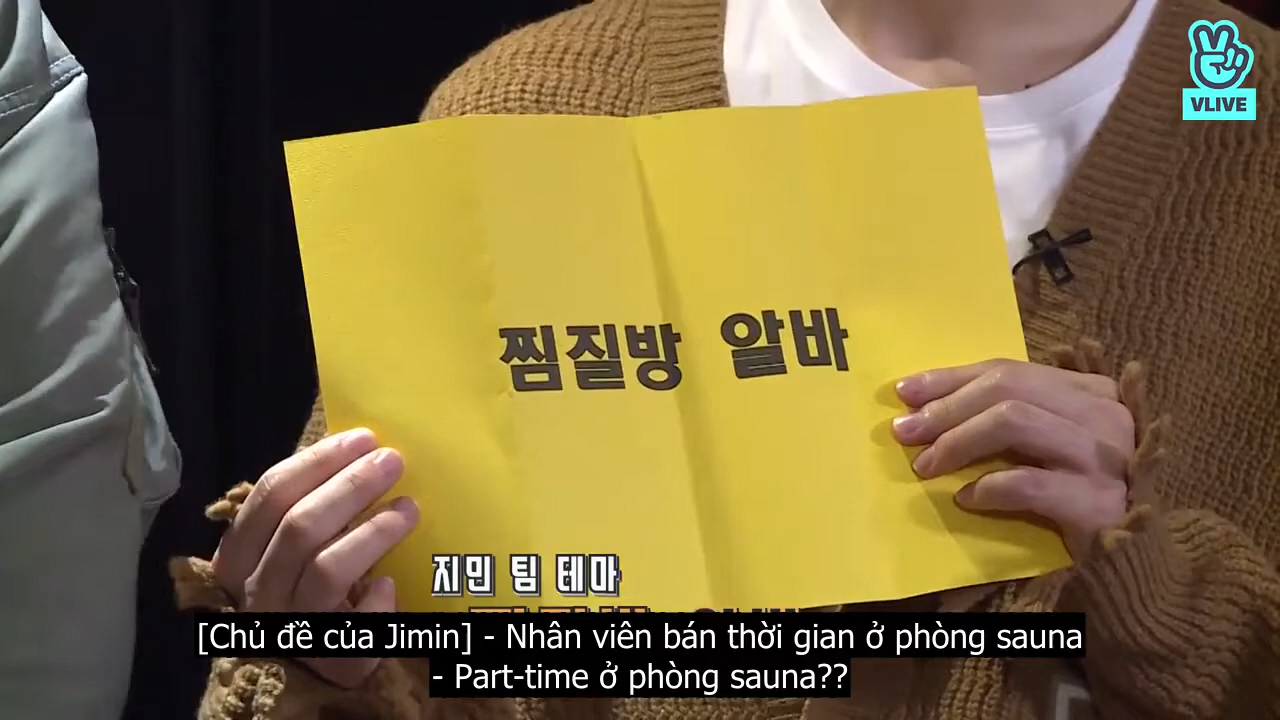 VLIVE
찜질방 알바
지민 팀 테마
[Chủ đề của Jimin] - Nhân viên bán thời gian ở phòng sauna
- Part-time ở phòng sauna??